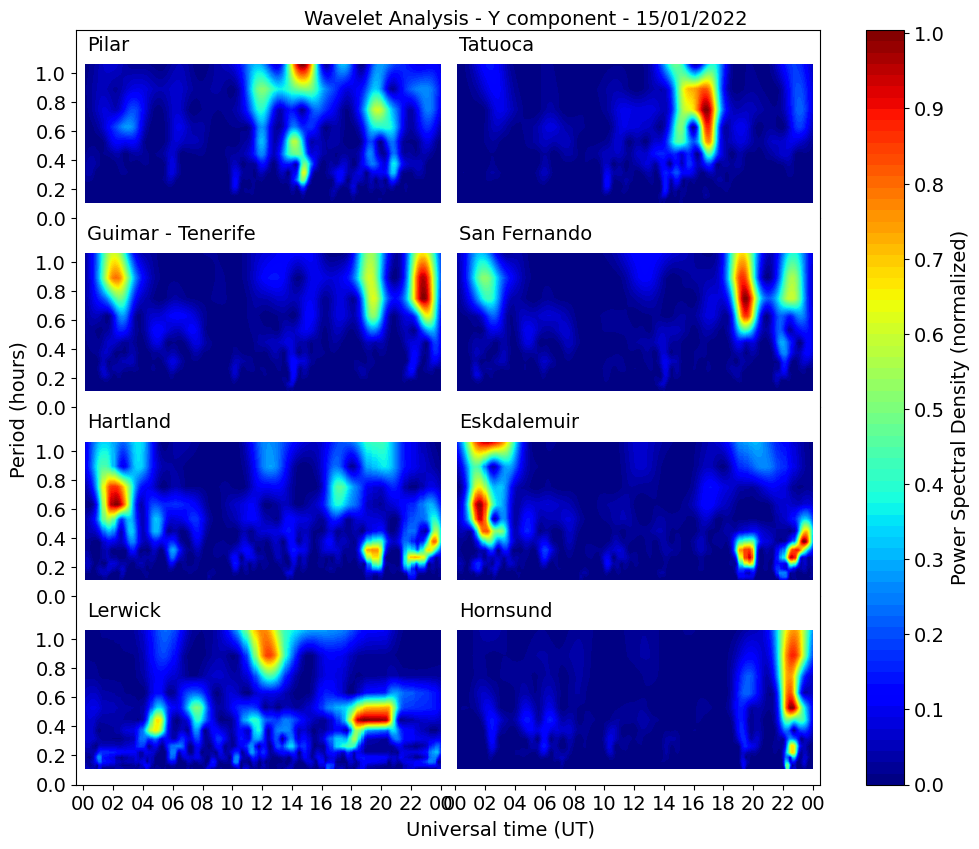 Wavelet Analysis - Y component - 15/01/2022
Pilar
Tatuoca
1.0
0.8
0.6
0.4
0.2
0.0
Guimar - Tenerife
San Fernando
1.0
0.8
0.6
0.4
0.2
0.0
Hartland
Eskdalemuir
1.0
0.8
0.6
0.4
0.2
0.0
Lerwick
Hornsund
1.0
0.8
0.6
0.4
0.2
0.0
Period (hours)
00 02 04 06 08 10 12 14 16 18 20 22 00
00 02 04 06 08 10 12 14 16 18 20 22 00
Universal time (UT)
1.0
0.9
0.8
0.7
0.6
0.5
0.4
0.3
0.2
0.1
0.0
Power Spectral Density (normalized)